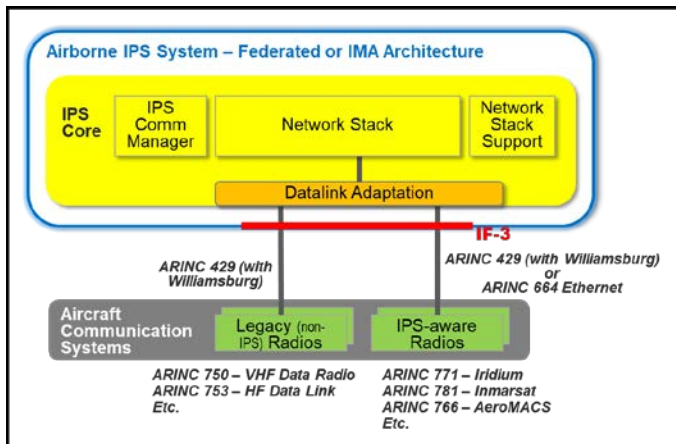 Airborne IPS System – Federated or IMA Architecture
IPS
Core
IPS
Comm
Manager
Network Stack
Network
Stack
Support
Datalink Adaptation
IF-3
ARINC 429 (with
Williamsburg)
ARINC 429 (with Williamsburg)
or
ARINC 664 Ethernet
Aircraft
Communication
Systems
Legacy (non-
IPS) Radios
IPS-aware
Radios
ARINC 750 – VHF Data Radio
ARINC 753 – HF Data Link
Etc.
ARINC 771 – Iridium
ARINC 781 – Inmarsat
ARINC 766 – AeroMACS
Etc.